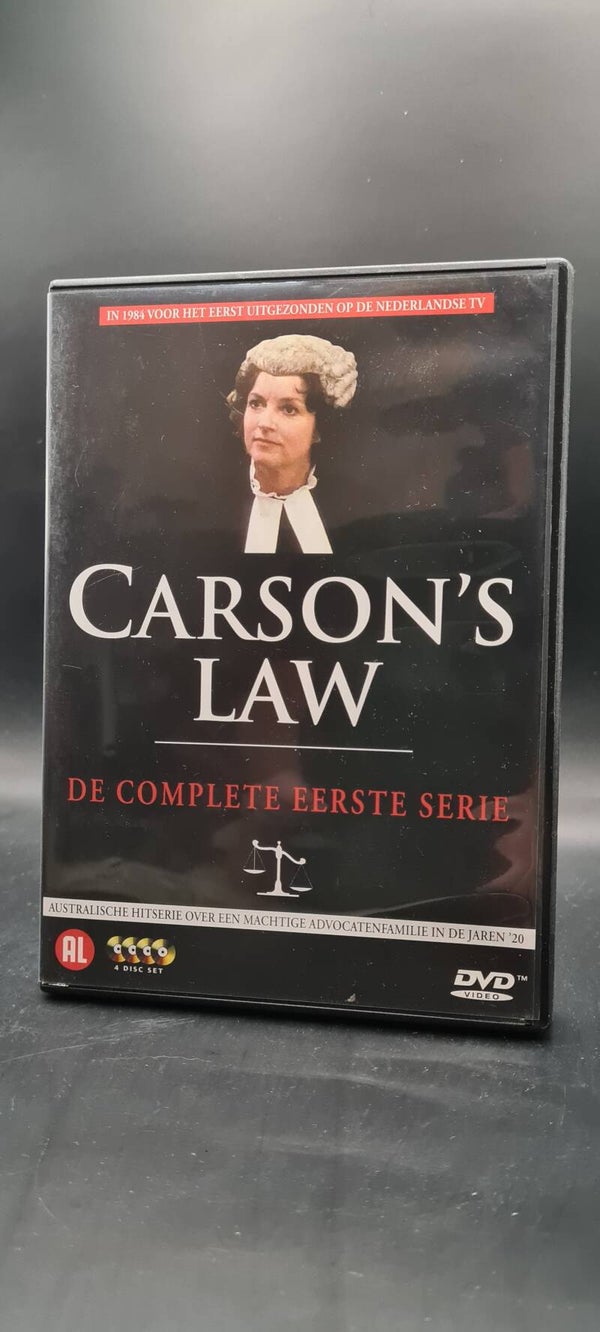 IN 1984 VOOR HET EERST UITGEZONDEN OP DE NEDERLANDSE TV
CARSON'S
LAW
DE COMPLETE EERSTE SERIE
AUSTRALISCHE HITSERIE OVER EEN MACHTIGE ADVOCATENFAMILIE IN DE JAREN '20
AL
4 DISC SET
DVD™
VIDEO